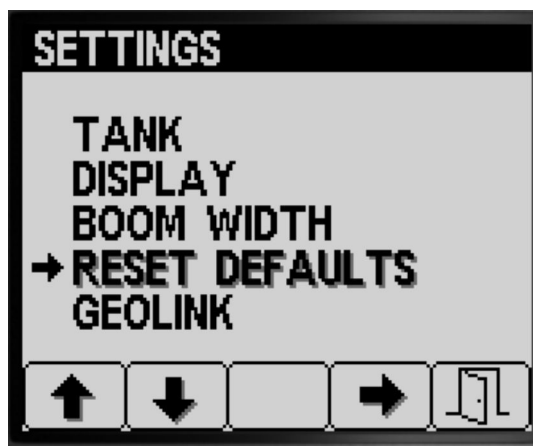 SETTINGS
TANK
DISPLAY
BOOM WIDTH
RESET DEFAULTS
GEOLINK